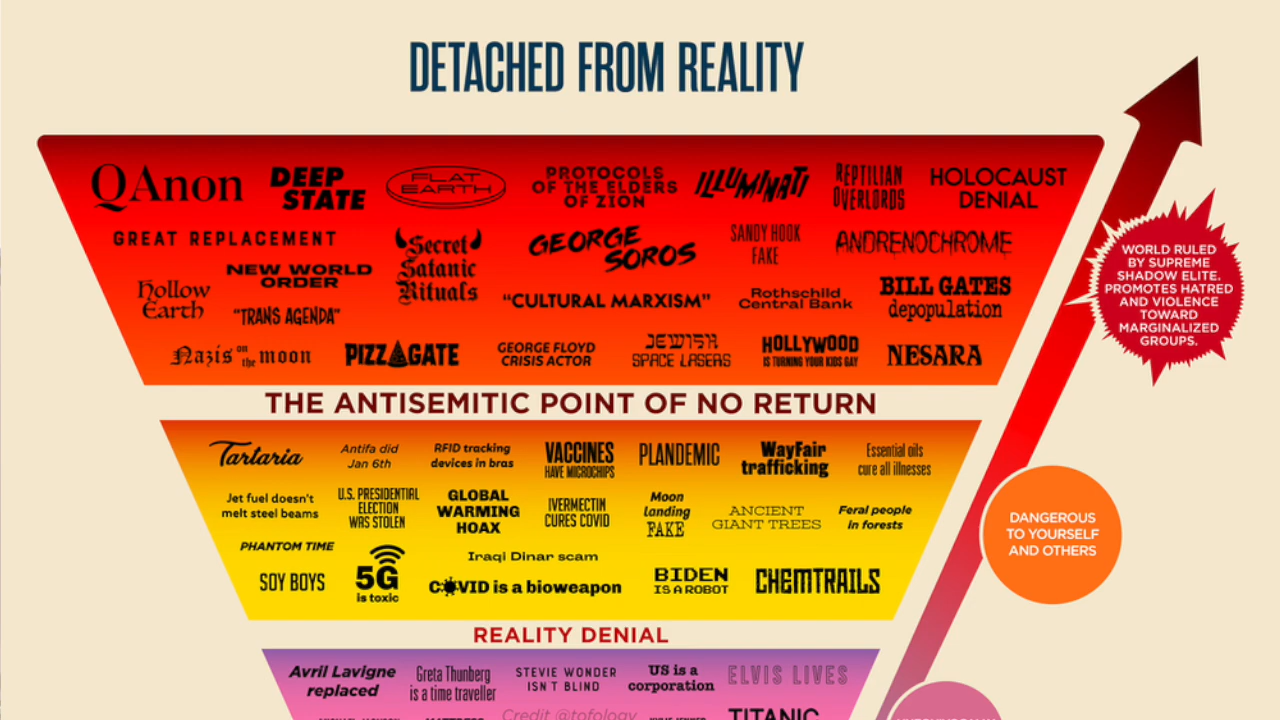 DETACHED FROM REALITY
QAnon
DEEP
STATE
FLAT
EARTH
PROTOCOLS
OF THE ELDERS
OF ZION
ILLUMINATI
REPTILIAN
OVERLORDS
HOLOCAUST
DENIAL
GREAT REPLACEMENT
Secret
Satanic
Rituals
GEORGE
SOROS
SANDY HOOK
FAKE
ANDRENOCHROME
Hollow
Earth
NEW WORLD
ORDER
"TRANS AGENDA"
"CULTURAL MARXISM"
Rothschild
Central Bank
BILL GATES
depopulation
Nazis on the moon
PIZZAGATE
GEORGE FLOYD
CRISIS ACTOR
JEWISH
SPACE LASERS
HOLLYWOOD
IS TURNING YOUR KIDS GAY
NESARA
WORLD RULED
BY SUPREME
SHADOW ELITE.
PROMOTES HATRED
AND VIOLENCE
TOWARD
MARGINALIZED
GROUPS.
THE ANTISEMITIC POINT OF NO RETURN
Tartaria
Antifa did
Jan 6th
RFID tracking
devices in bras
VACCINES
HAVE MICROCHIPS
PLANDEMIC
WayFair
trafficking
Essential oils
cure all illnesses
Jet fuel doesn't
melt steel beams
U.S. PRESIDENTIAL
ELECTION
WAS STOLEN
GLOBAL
WARMING
HOAX
IVERMECTIN
CURES COVID
Moon
landing
FAKE
ANCIENT
GIANT TREES
Feral people
in forests
PHANTOM TIME
SOY BOYS
5G
is toxic
Iraqi Dinar scam
COVID is a bioweapon
BIDEN
IS A ROBOT
CHEMTRAILS
DANGEROUS
TO YOURSELF
AND OTHERS
REALITY DENIAL
Avril Lavigne
replaced
Greta Thunberg
is a time traveller
STEVIE WONDER
ISN'T BLIND
US is a
corporation
ELVIS LIVES
Credit @tofology
TITANIC